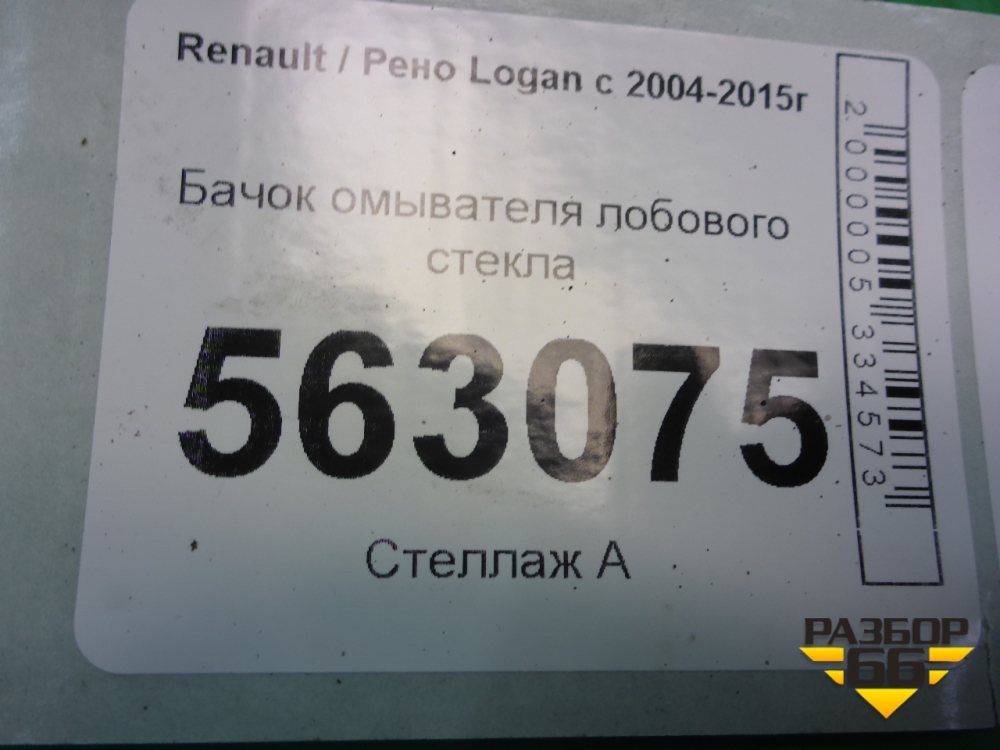 Renault / Рено Logan с 2004-2015г
Бачок омывателя лобового
стекла
563075
Стеллаж А
2000005334573
РАЗБОР
66